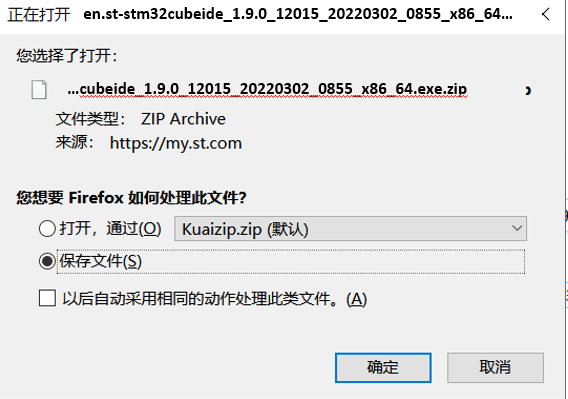 正在打开 en.st-stm32cubeide_1.9.0_12015_20220302_0855_x86_64...
您选择了打开：
...cubeide_1.9.0_12015_20220302_0855_x86_64.exe.zip
文件类型： ZIP Archive
来源： https://my.st.com
您想要 Firefox 如何处理此文件？
打开，通过(O) Kuaizip.zip (默认)
保存文件(S)
以后自动采用相同的动作处理此类文件。(A)
确定 取消